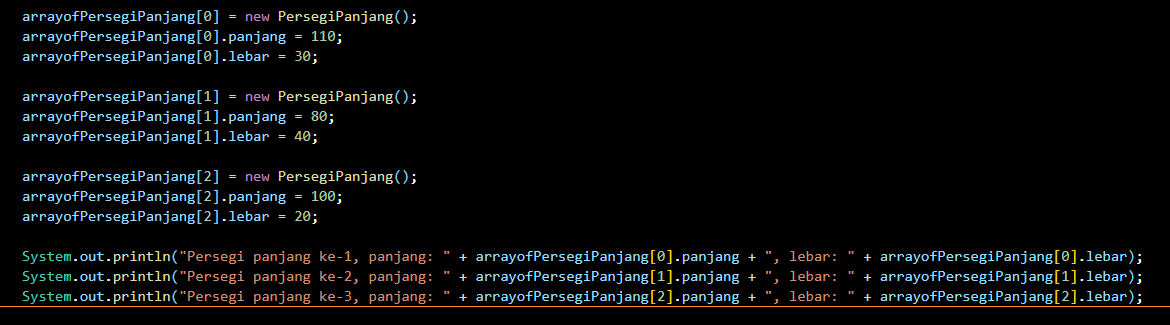 arrayofPersegiPanjang[0] = new PersegiPanjang();
arrayofPersegiPanjang[0].panjang = 110;
arrayofPersegiPanjang[0].lebar = 30;
arrayofPersegiPanjang[1] = new PersegiPanjang();
arrayofPersegiPanjang[1].panjang = 80;
arrayofPersegiPanjang[1].lebar = 40;
arrayofPersegiPanjang[2] = new PersegiPanjang();
arrayofPersegiPanjang[2].panjang = 100;
arrayofPersegiPanjang[2].lebar = 20;
System.out.println("Persegi panjang ke-1, panjang: " + arrayofPersegiPanjang[0].panjang + ", lebar: " + arrayofPersegiPanjang[0].lebar);
System.out.println("Persegi panjang ke-2, panjang: " + arrayofPersegiPanjang[1].panjang + ", lebar: " + arrayofPersegiPanjang[1].lebar);
System.out.println("Persegi panjang ke-3, panjang: " + arrayofPersegiPanjang[2].panjang + ", lebar: " + arrayofPersegiPanjang[2].lebar);